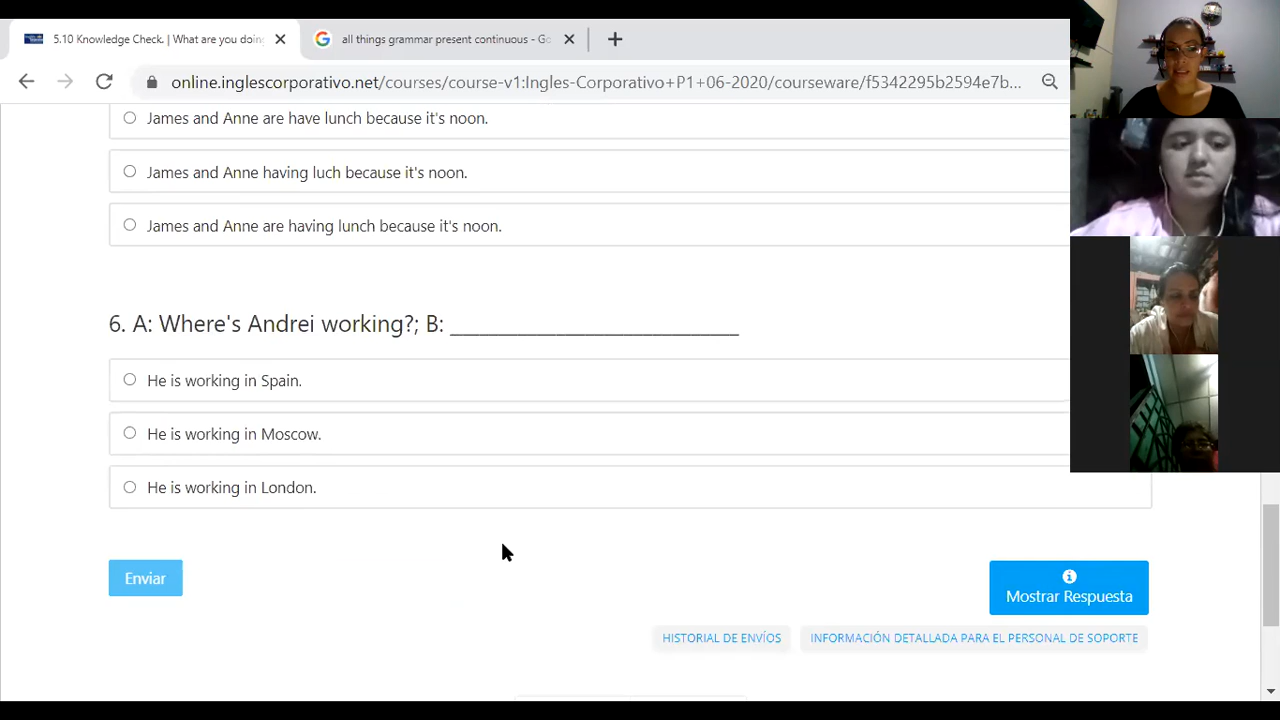 5.10 Knowledge Check. | What are you doing
all things grammar present continuous - Go
online.inglescorporativo.net/courses/course-v1:Ingles-Corporativo+P1+06-2020/courseware/f5342295b2594e7b...
James and Anne are have lunch because it's noon.
James and Anne having luch because it's noon.
James and Anne are having lunch because it's noon.
6. A: Where's Andrei working?; B: ________________________
He is working in Spain.
He is working in Moscow.
He is working in London.
Enviar
Mostrar Respuesta
HISTORIAL DE ENVÍOS
INFORMACIÓN DETALLADA PARA EL PERSONAL DE SOPORTE